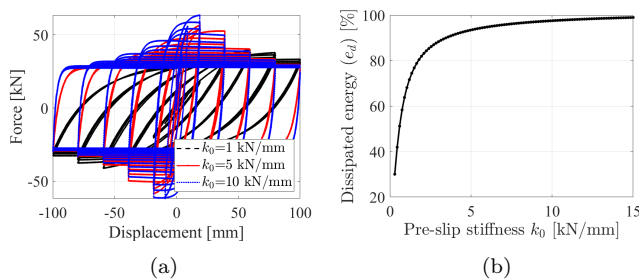 50
0
-50
Force [kN]
-100
-50
0
50
100
Displacement [mm]
k₀=1 kN/mm
k₀=5 kN/mm
k₀=10 kN/mm
(a)
100
80
60
40
20
Dissipated energy (e_d) [%]
0
5
10
15
Pre-slip stiffness k₀ [kN/mm]
(b)